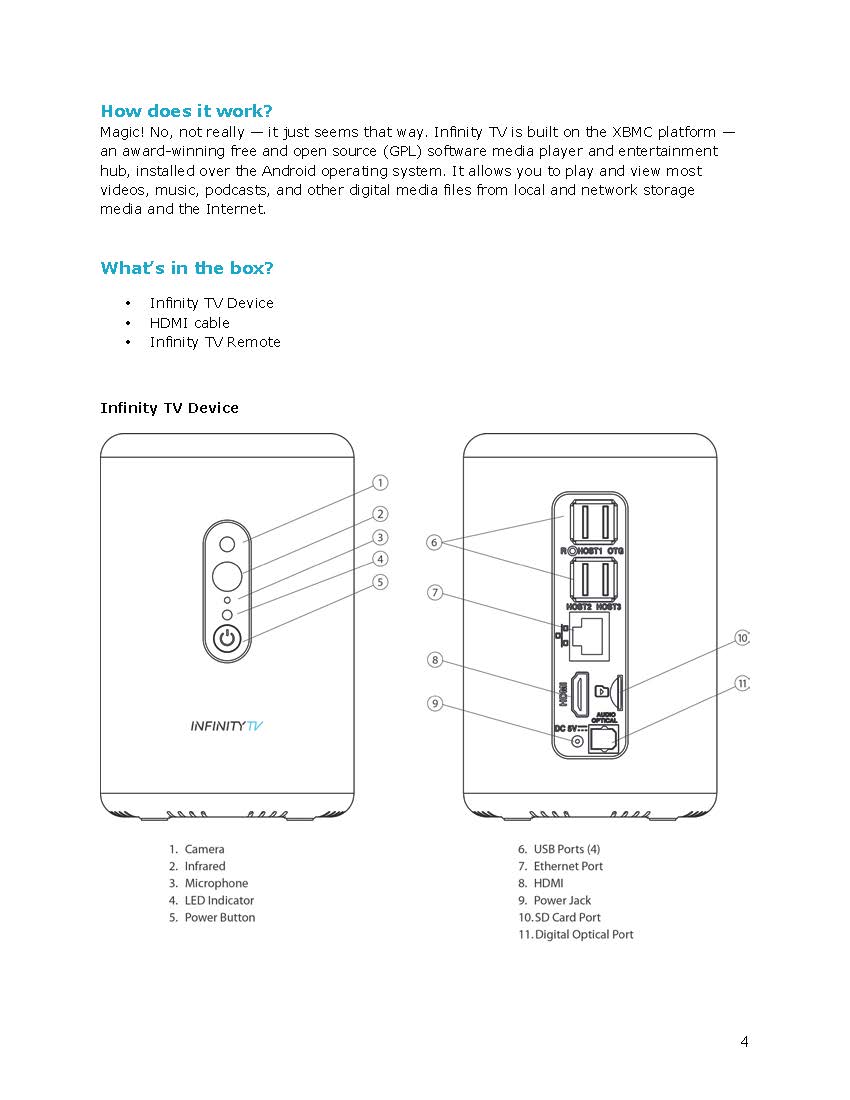 How does it work?
Magic! No, not really — it just seems that way. Infinity TV is built on the XBMC platform —
an award-winning free and open source (GPL) software media player and entertainment
hub, installed over the Android operating system. It allows you to play and view most
videos, music, podcasts, and other digital media files from local and network storage
media and the Internet.
What's in the box?
• Infinity TV Device
• HDMI cable
• Infinity TV Remote
Infinity TV Device
1
2
3
4
5
INFINITYTV
6
7
8
9
10
11
R HOST1 OTG
HOST2 HOST3
HDMI
AUDIO
OPTICAL
DC 5V
1. Camera
2. Infrared
3. Microphone
4. LED Indicator
5. Power Button
6. USB Ports (4)
7. Ethernet Port
8. HDMI
9. Power Jack
10. SD Card Port
11. Digital Optical Port
4